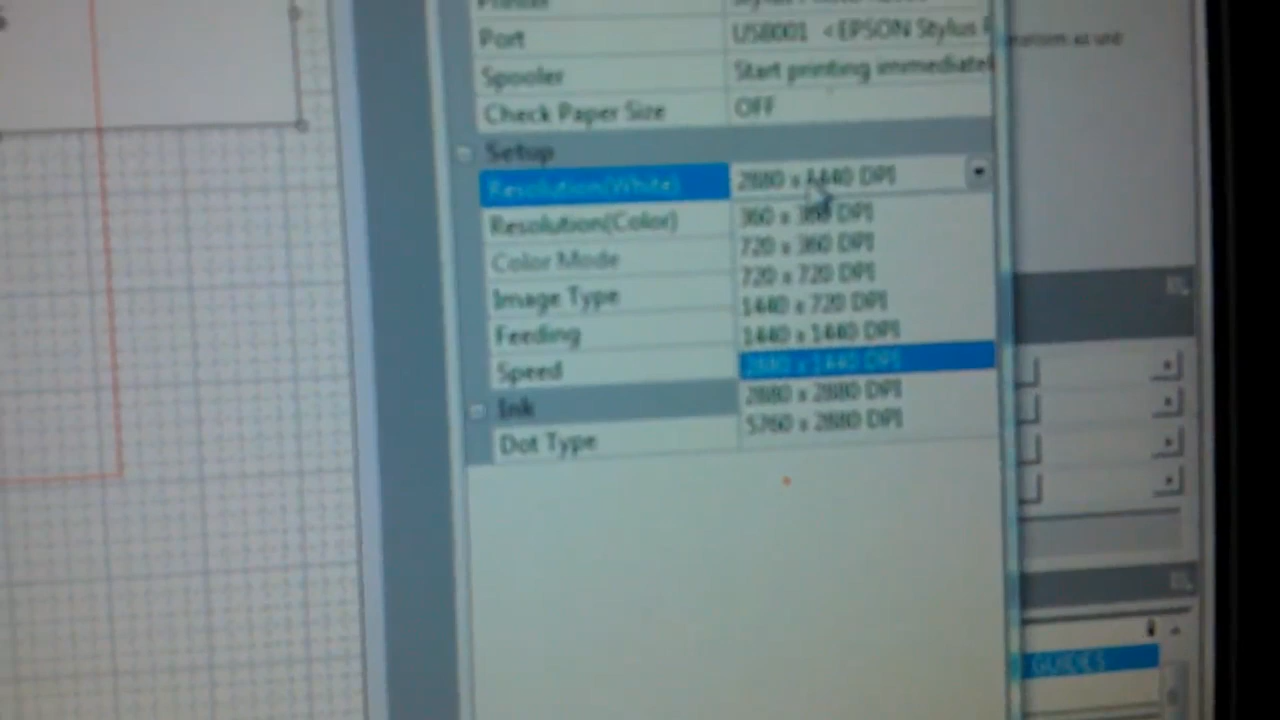 Port USB001 <EPSON Stylus
Spooler Start printing immediatel
Check Paper Size OFF
Setup
Resolution(White) 2880 x 1440 DPI
360 x 360 DPI
Resolution(Color)
720 x 360 DPI
Color Mode
720 x 720 DPI
Image Type
1440 x 720 DPI
Feeding
1440 x 1440 DPI
Speed
2880 x 1440 DPI
2880 x 2880 DPI
Ink
5760 x 2880 DPI
Dot Type
GUIDES